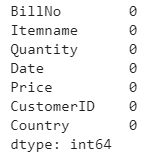 BillNo 0
Itemname 0
Quantity 0
Date 0
Price 0
CustomerID 0
Country 0
dtype: int64